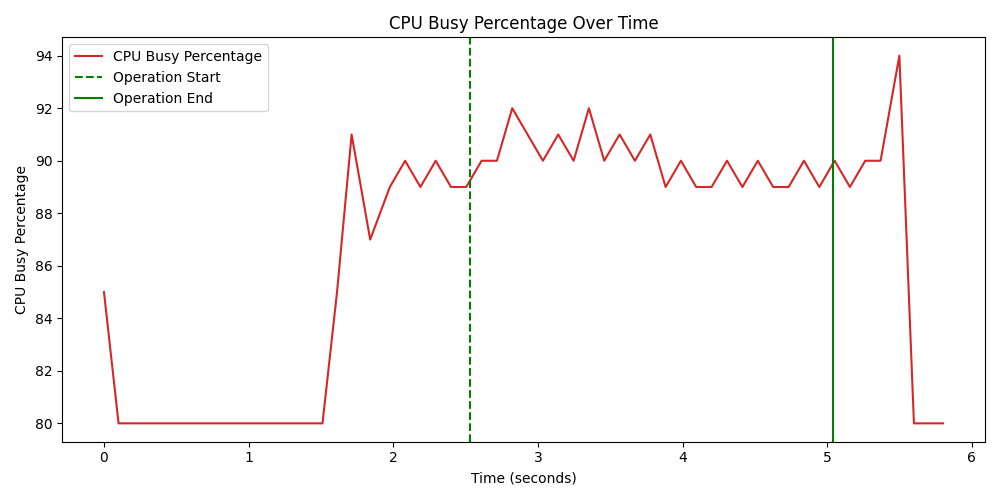 CPU Busy Percentage Over Time
CPU Busy Percentage
Operation Start
Operation End
94
92
90
88
86
84
82
80
CPU Busy Percentage
0
1
2
3
4
5
6
Time (seconds)